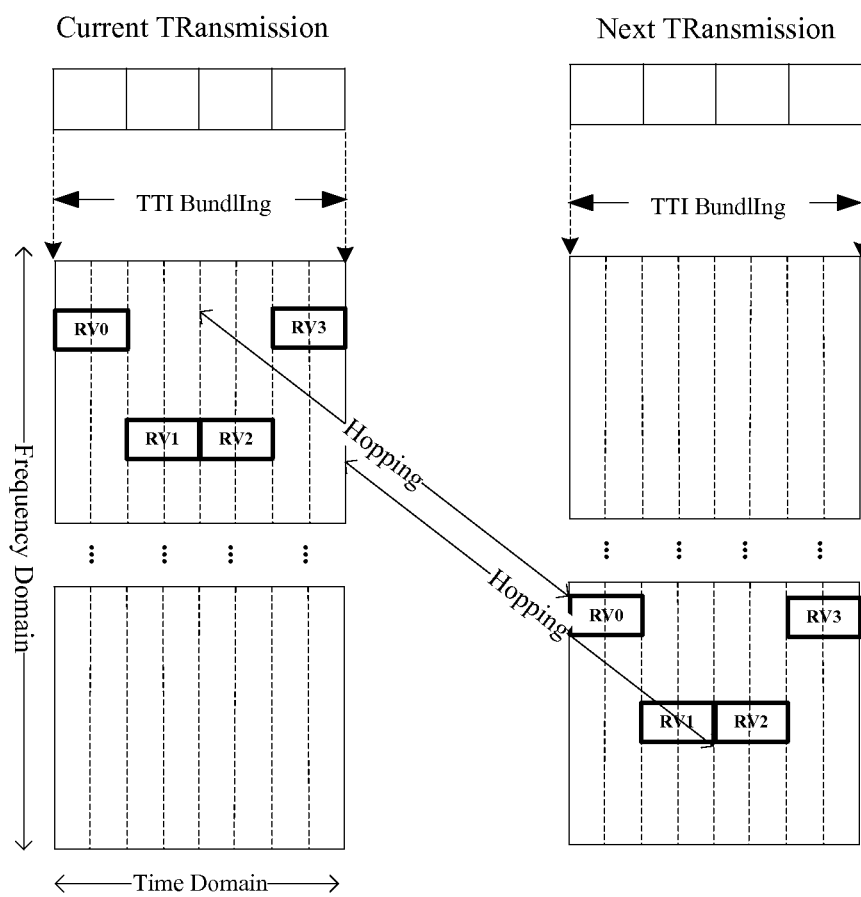 Current TRansmission
Next TRansmission
TTI BundlIng
TTI BundlIng
RV0
RV3
RV1
RV2
Hopping
Hopping
Frequency Domain
RV0
RV3
RV1
RV2
Time Domain